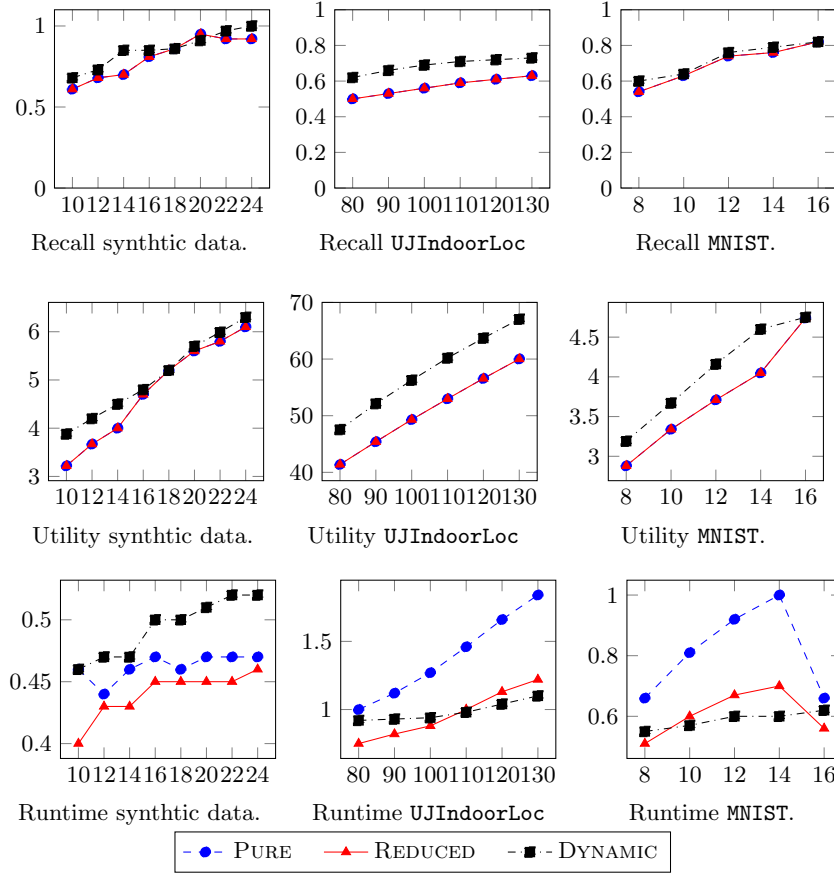 1
0.5
0
10 12 14 16 18 20 22 24
Recall synthtic data.
1
0.8
0.6
0.4
0.2
0
80 90 100 110 120 130
Recall UJIndoorLoc
1
0.8
0.6
0.4
0.2
0
8 10 12 14 16
Recall MNIST.
6
5
4
3
10 12 14 16 18 20 22 24
Utility synthtic data.
70
60
50
40
80 90 100 110 120 130
Utility UJIndoorLoc
4.5
4
3.5
3
8 10 12 14 16
Utility MNIST.
0.5
0.45
0.4
10 12 14 16 18 20 22 24
Runtime synthtic data.
1.5
1
80 90 100 110 120 130
Runtime UJIndoorLoc
1
0.8
0.6
8 10 12 14 16
Runtime MNIST.
PURE REDUCED DYNAMIC